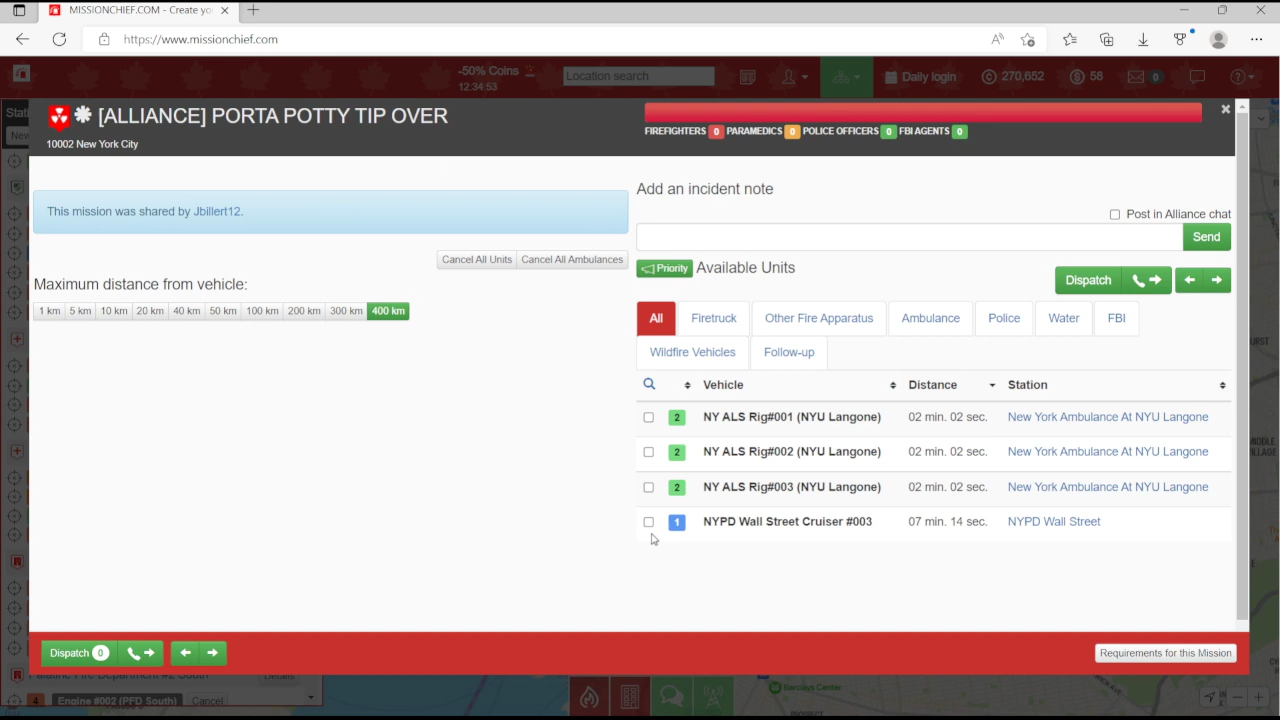 MISSIONCHIEF.COM - Create yo
https://www.missionchief.com
-50% Coins
12:34:53
Location search
Daily login
270,652
58
0
[ALLIANCE] PORTA POTTY TIP OVER
10002 New York City
FIREFIGHTERS 0 PARAMEDICS 0 POLICE OFFICERS 0 FBI AGENTS 0
This mission was shared by Jbillert12.
Cancel All Units Cancel All Ambulances
Maximum distance from vehicle:
1 km 5 km 10 km 20 km 40 km 50 km 100 km 200 km 300 km 400 km
Add an incident note
Post in Alliance chat
Send
Priority Available Units
Dispatch
All Firetruck Other Fire Apparatus Ambulance Police Water FBI
Wildfire Vehicles Follow-up
Vehicle Distance Station
2 NY ALS Rig#001 (NYU Langone) 02 min. 02 sec. New York Ambulance At NYU Langone
2 NY ALS Rig#002 (NYU Langone) 02 min. 02 sec. New York Ambulance At NYU Langone
2 NY ALS Rig#003 (NYU Langone) 02 min. 02 sec. New York Ambulance At NYU Langone
1 NYPD Wall Street Cruiser #003 07 min. 14 sec. NYPD Wall Street
Dispatch 0
Requirements for this Mission
Details
4 Engine #002 (PFD South) Cancel
Barclays Center